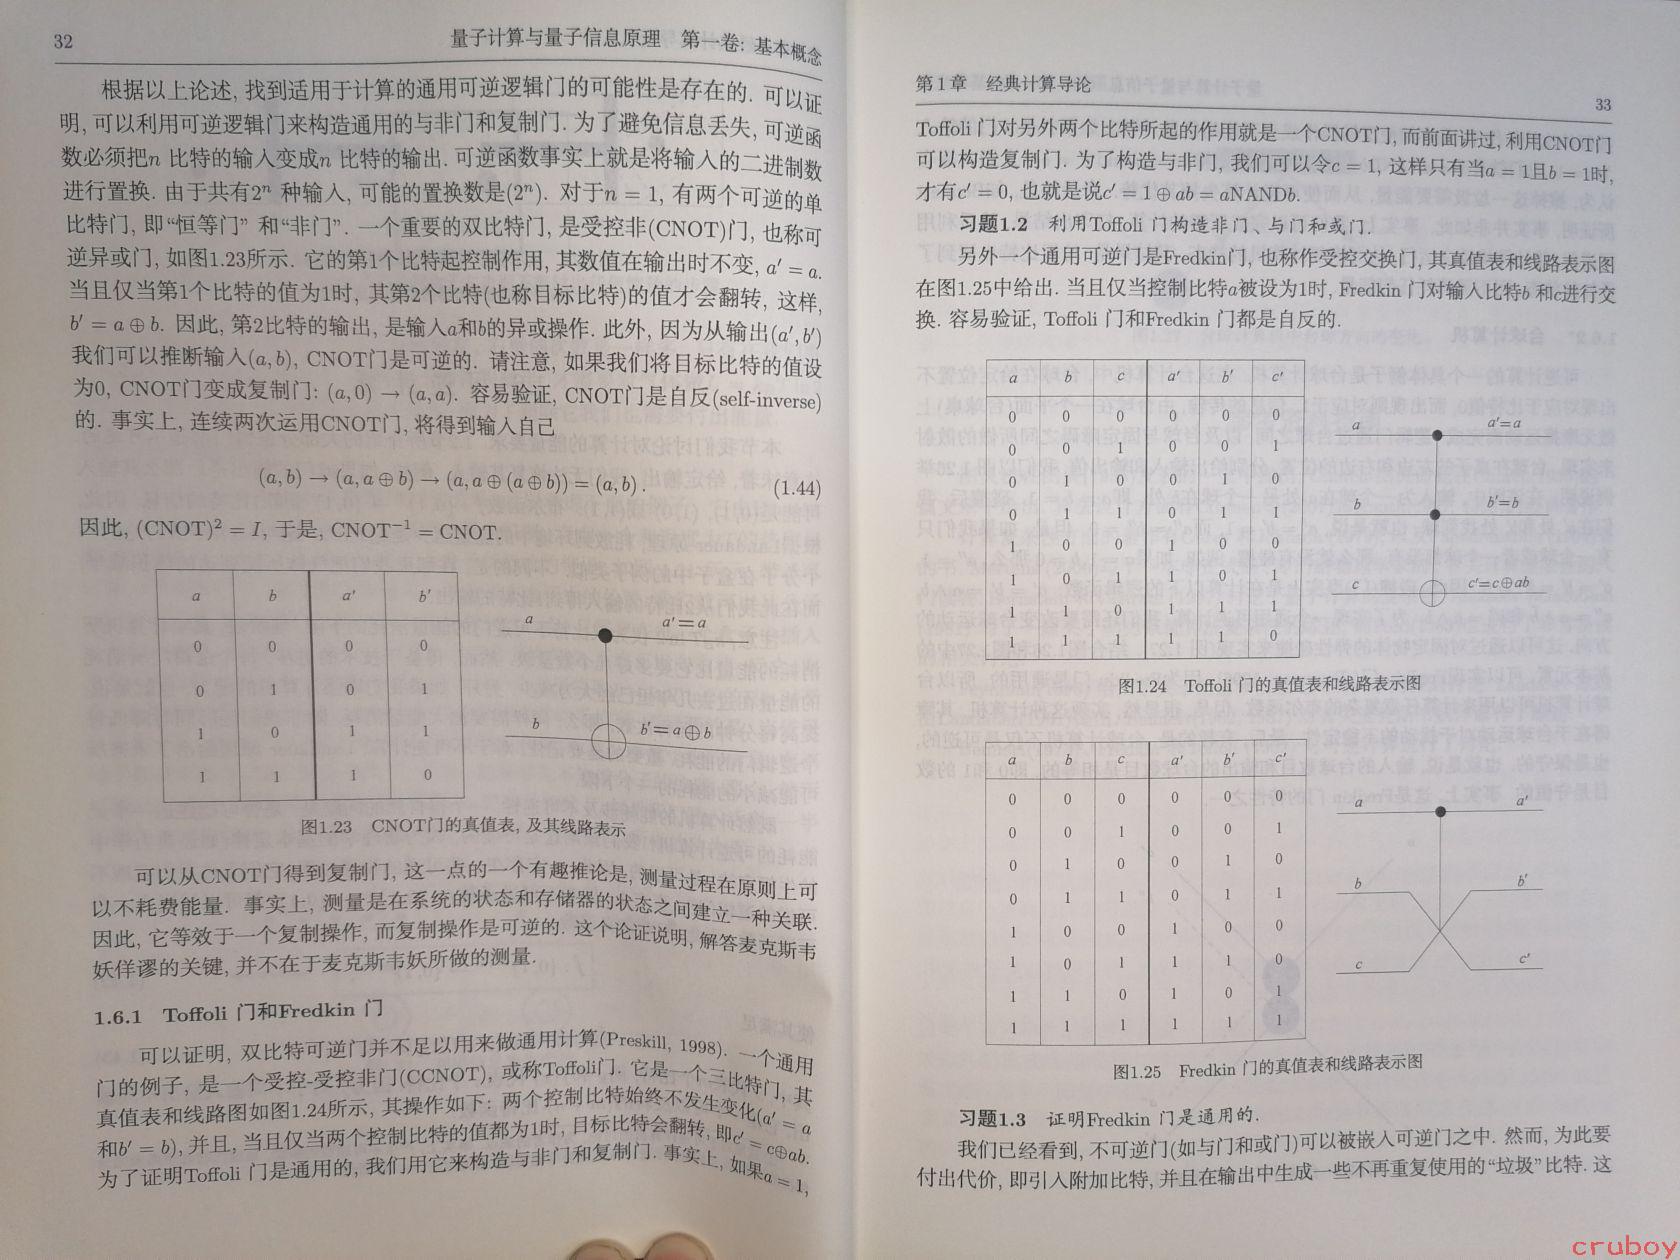 32
量子计算与量子信息原理 第一卷: 基本概念
根据以上论述, 找到适用于计算的通用可逆逻辑门的可能性是存在的. 可以证
明, 可以利用可逆逻辑门来构造通用的与非门和复制门. 为了避免信息丢失, 可逆函
数必须把n 比特的输入变成n 比特的输出. 可逆函数事实上就是将输入的二进制数
进行置换. 由于共有2ⁿ 种输入, 可能的置换数是(2ⁿ). 对于n = 1, 有两个可逆的单
比特门, 即“恒等门” 和“非门”. 一个重要的双比特门, 是受控非(CNOT)门, 也称可
逆异或门, 如图1.23所示. 它的第1个比特起控制作用, 其数值在输出时不变, a′ = a.
当且仅当第1个比特的值为1时, 其第2个比特(也称目标比特)的值才会翻转, 这样,
b′ = a ⊕ b. 因此, 第2比特的输出, 是输入a和b的异或操作. 此外, 因为从输出(a′, b′)
我们可以推断输入(a, b), CNOT门是可逆的. 请注意, 如果我们将目标比特的值设
为0, CNOT门变成复制门: (a, 0) → (a, a). 容易验证, CNOT门是自反(self-inverse)
的. 事实上, 连续两次运用CNOT门, 将得到输入自己
(a, b) → (a, a ⊕ b) → (a, a ⊕ (a ⊕ b)) = (a, b) . (1.44)
因此, (CNOT)² = I, 于是, CNOT⁻¹ = CNOT.
a b a′ b′
0 0 0 0
0 1 0 1
1 0 1 1
1 1 1 0
a a′=a
b b′=a⊕b
图1.23 CNOT门的真值表, 及其线路表示
可以从CNOT门得到复制门, 这一点的一个有趣推论是, 测量过程在原则上可
以不耗费能量. 事实上, 测量是在系统的状态和存储器的状态之间建立一种关联.
因此, 它等效于一个复制操作, 而复制操作是可逆的. 这个论证说明, 解答麦克斯韦
妖佯谬的关键, 并不在于麦克斯韦妖所做的测量.
1.6.1 Toffoli 门和Fredkin 门
可以证明, 双比特可逆门并不足以用来做通用计算(Preskill, 1998). 一个通用
门的例子, 是一个受控-受控非门(CCNOT), 或称Toffoli门. 它是一个三比特门, 其
真值表和线路图如图1.24所示, 其操作如下: 两个控制比特始终不发生变化(a′ = a
和b′ = b), 并且, 当且仅当两个控制比特的值都为1时, 目标比特会翻转, 即c′ = c⊕ab.
为了证明Toffoli 门是通用的, 我们用它来构造与非门和复制门. 事实上, 如果a = 1,
第 1 章 经典计算导论
33
Toffoli 门对另外两个比特所起的作用就是一个CNOT门, 而前面讲过, 利用CNOT门
可以构造复制门. 为了构造与非门, 我们可以令c = 1, 这样只有当a = 1且b = 1时,
才有c′ = 0, 也就是说c′ = 1 ⊕ ab = aNANDb.
习题1.2 利用Toffoli 门构造非门、与门和或门.
另外一个通用可逆门是Fredkin门, 也称作受控交换门, 其真值表和线路表示图
在图1.25中给出. 当且仅当控制比特a被设为1时, Fredkin 门对输入比特b 和c进行交
换. 容易验证, Toffoli 门和Fredkin 门都是自反的.
a b c a′ b′ c′
0 0 0 0 0 0
0 0 1 0 0 1
0 1 0 0 1 0
0 1 1 0 1 1
1 0 0 1 0 0
1 0 1 1 0 1
1 1 0 1 1 1
1 1 1 1 1 0
a a′=a
b b′=b
c c′=c⊕ab
图1.24 Toffoli 门的真值表和线路表示图
a b c a′ b′ c′
0 0 0 0 0 0
0 0 1 0 0 1
0 1 0 0 1 0
0 1 1 0 1 1
1 0 0 1 0 0
1 0 1 1 1 0
1 1 0 1 0 1
1 1 1 1 1 1
a a′
b b′
c c′
图1.25 Fredkin 门的真值表和线路表示图
习题1.3 证明Fredkin 门是通用的.
我们已经看到, 不可逆门(如与门和或门)可以被嵌入可逆门之中. 然而, 为此要
付出代价, 即引入附加比特, 并且在输出中生成一些不再重复使用的“垃圾” 比特. 这
cruboy